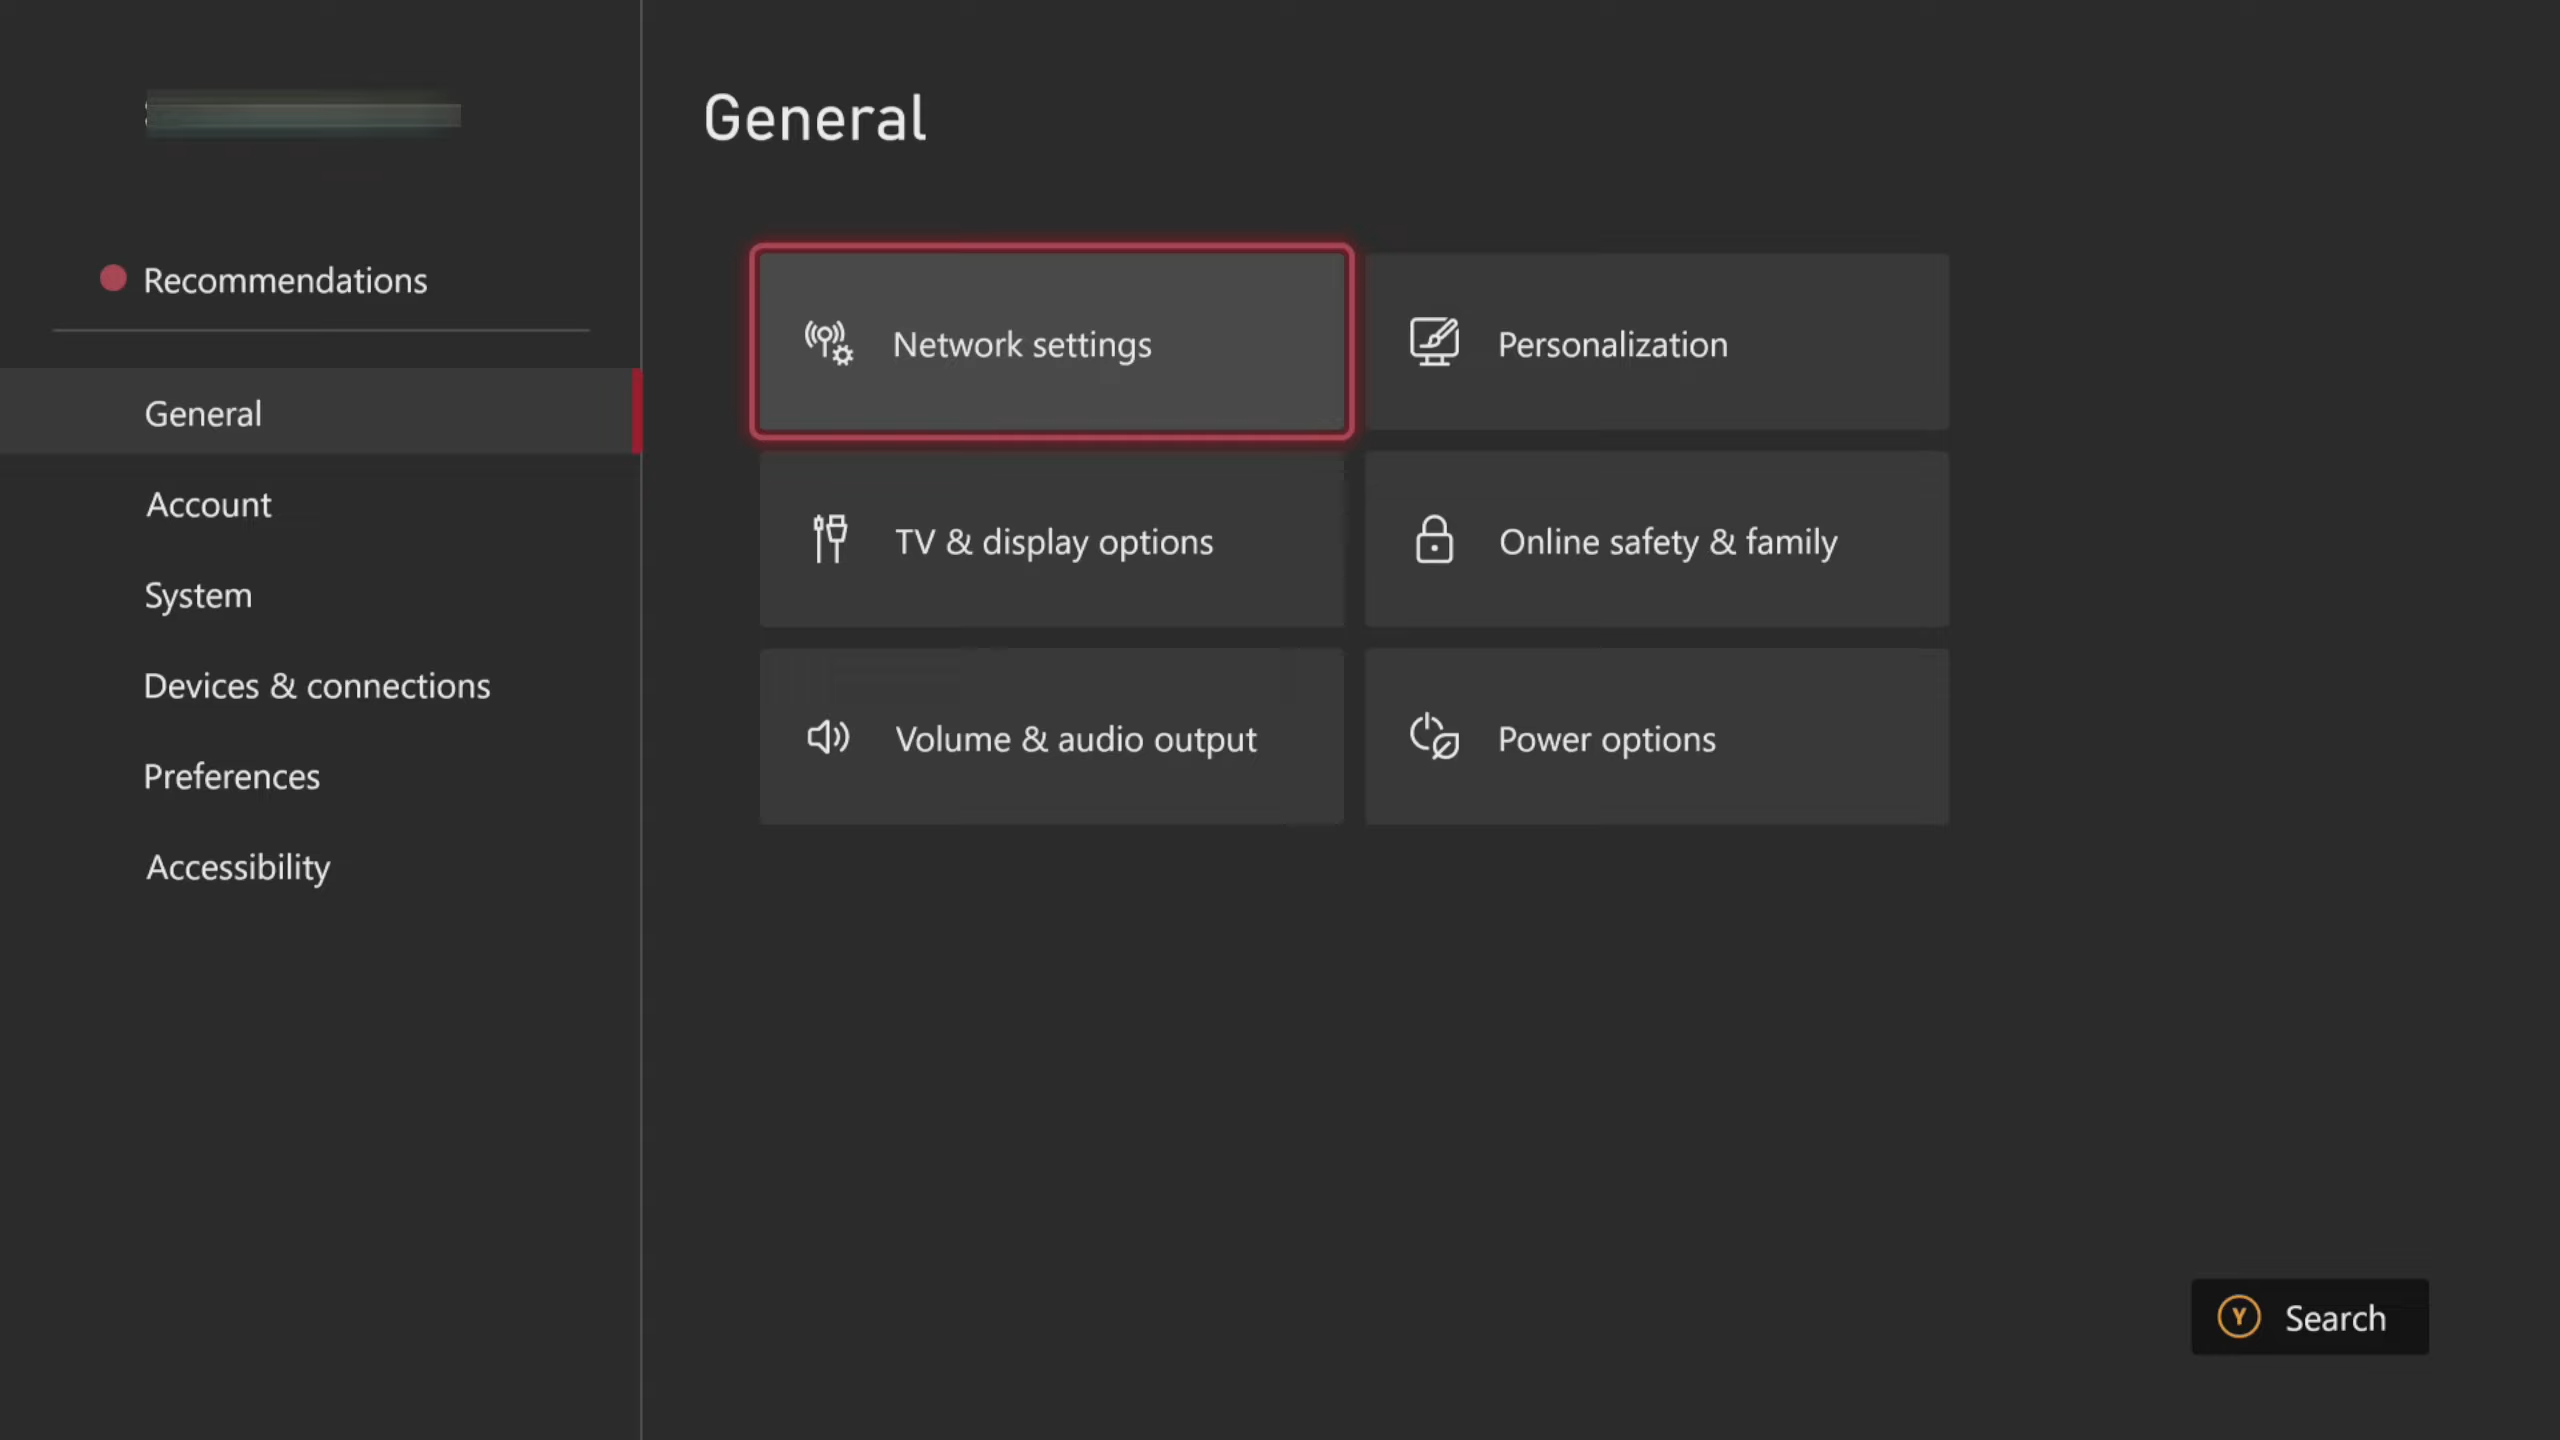 General
Recommendations
General
Account
System
Devices & connections
Preferences
Accessibility
Network settings
Personalization
TV & display options
Online safety & family
Volume & audio output
Power options
Y Search